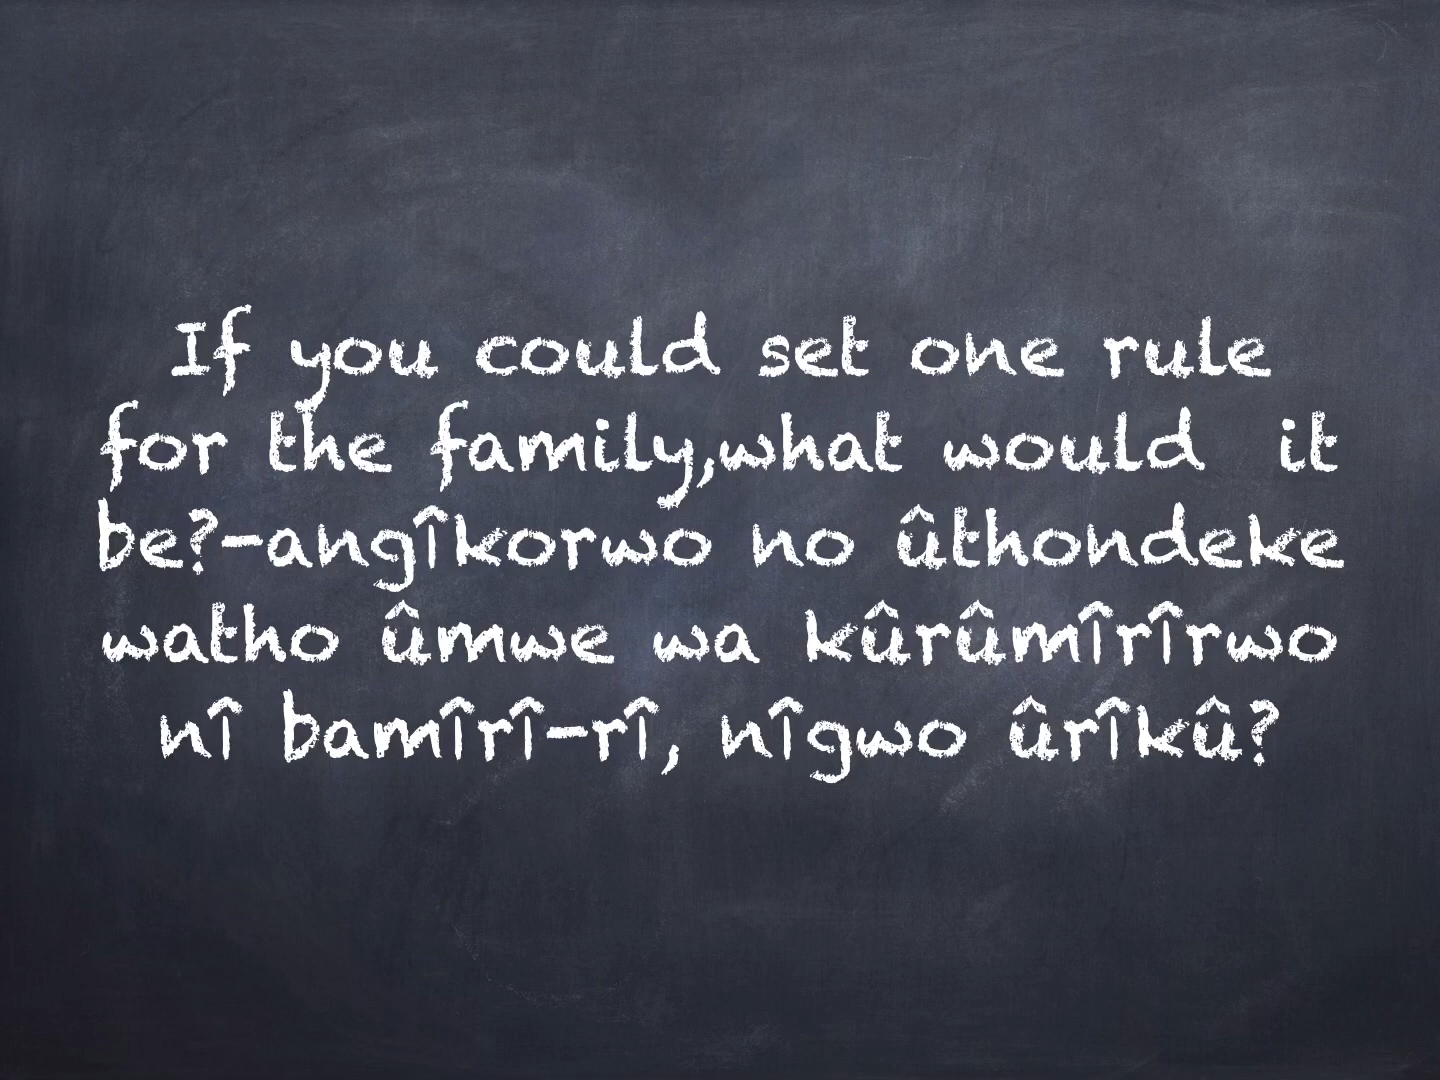 If you could set one rule
for the family,what would  it
be?-angîkorwo no ûthondeke
watho ûmwe wa kûrûmîrîrwo
nî bamîrî-rî, nîgwo ûrîkû?